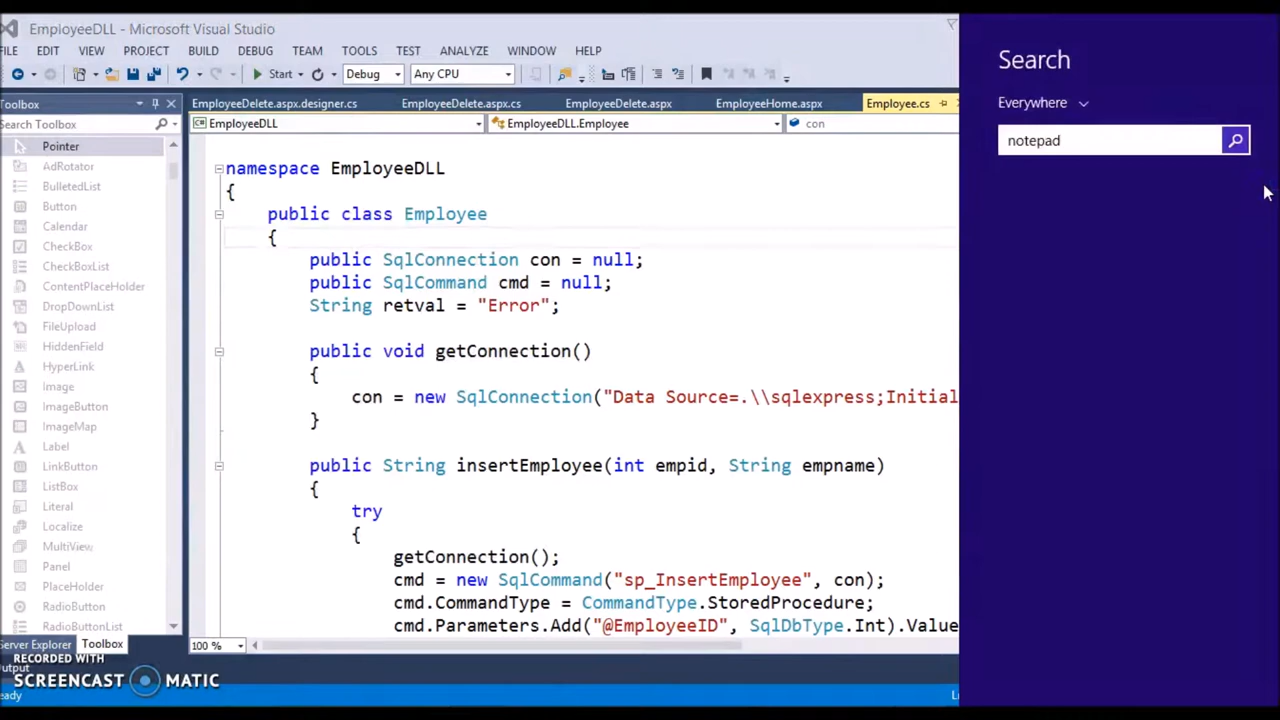 EmployeeDLL - Microsoft Visual Studio
FILE EDIT VIEW PROJECT BUILD DEBUG TEAM TOOLS TEST ANALYZE WINDOW HELP
Start Debug Any CPU
Toolbox
Search Toolbox
Pointer
AdRotator
BulletedList
Button
Calendar
CheckBox
CheckBoxList
ContentPlaceHolder
DropDownList
FileUpload
HiddenField
HyperLink
Image
ImageButton
ImageMap
Label
LinkButton
ListBox
Literal
Localize
MultiView
Panel
PlaceHolder
RadioButton
RadioButtonList
Server Explorer Toolbox
EmployeeDelete.aspx.designer.cs EmployeeDelete.aspx.cs EmployeeDelete.aspx EmployeeHome.aspx Employee.cs
EmployeeDLL EmployeeDLL.Employee con
namespace EmployeeDLL
{
public class Employee
{
public SqlConnection con = null;
public SqlCommand cmd = null;
String retval = "Error";
public void getConnection()
{
con = new SqlConnection("Data Source=.\\sqlexpress;Initial
}
public String insertEmployee(int empid, String empname)
{
try
{
getConnection();
cmd = new SqlCommand("sp_InsertEmployee", con);
cmd.CommandType = CommandType.StoredProcedure;
cmd.Parameters.Add("@EmployeeID", SqlDbType.Int).Value
100 %
RECORDED WITH
SCREENCAST MATIC
Search
Everywhere
notepad